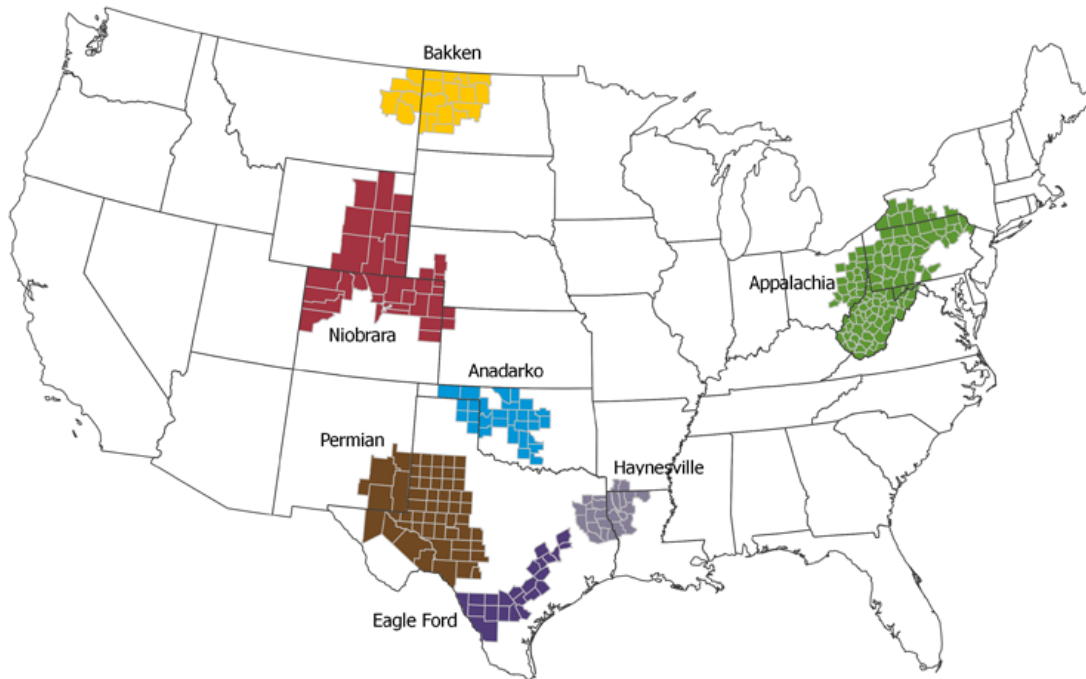 Bakken
Appalachia
Niobrara
Anadarko
Permian
Haynesville
Eagle Ford